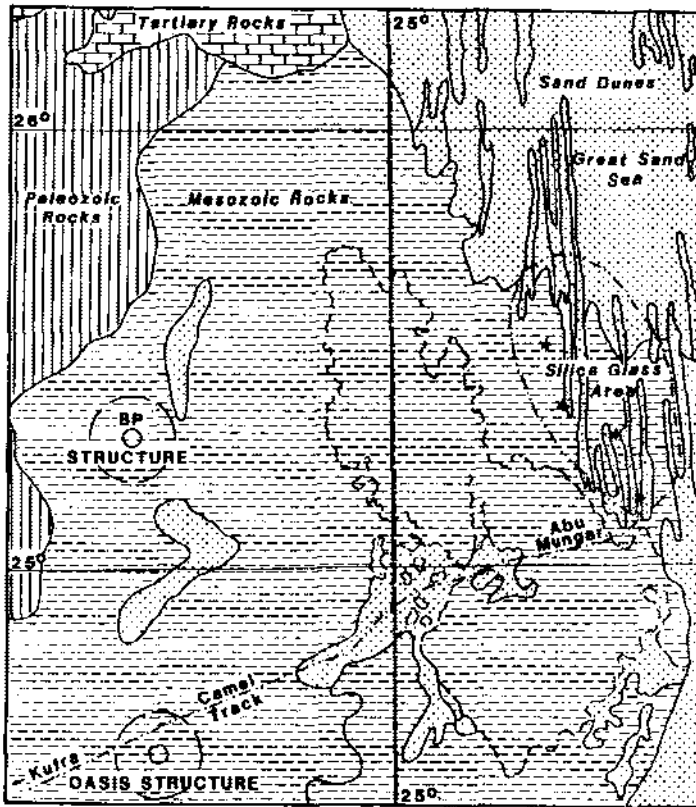 Tertiary Rocks
25°
Sand Dunes
26°
Great Sand
Sea
Paleozoic
Rocks
Mesozoic Rocks
Silica Glass
Area
BP
STRUCTURE
Abu
Mungar
25°
Camel
Track
Kufra
OASIS STRUCTURE
25°